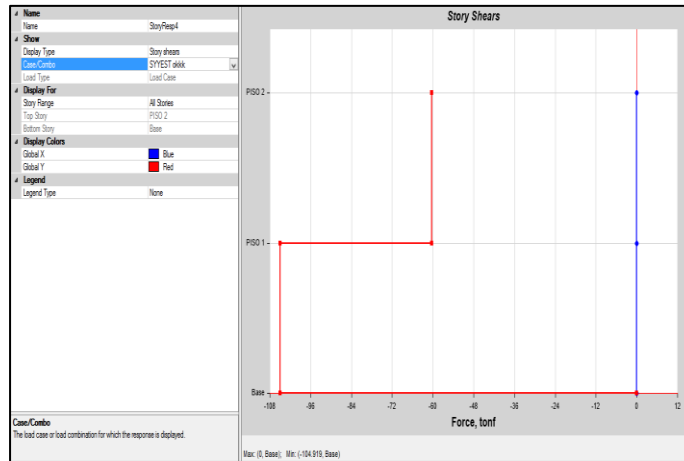 Name
Name StoryResp4
Show
Display Type Story shears
Case/Combo SYYEST okkk
Load Type Load Case
Display For
Story Range All Stories
Top Story PISO 2
Bottom Story Base
Display Colors
Global X Blue
Global Y Red
Legend
Legend Type None
Case/Combo
The load case or load combination for which the response is displayed.
Story Shears
PISO 2
PISO 1
Base
-108 -96 -84 -72 -60 -48 -36 -24 -12 0 12
Force, tonf
Max: (0, Base); Min: (-104.919, Base)